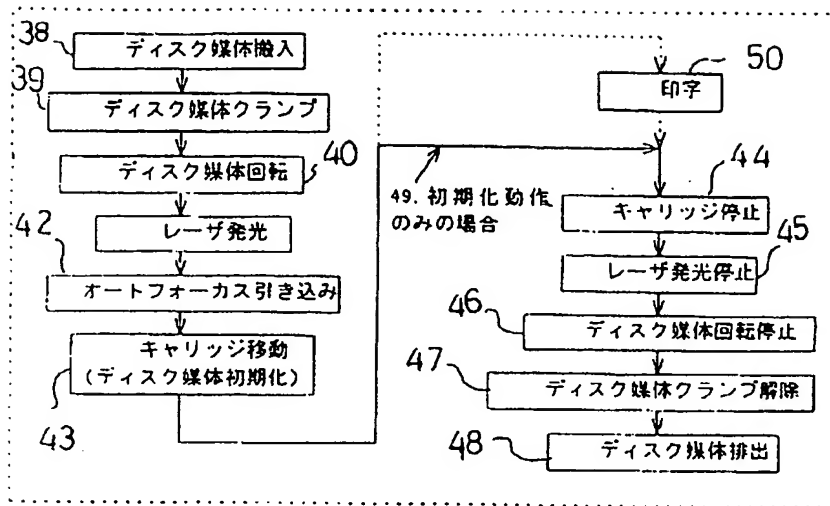 38
ディスク媒体搬入
39
ディスク媒体クランプ
ディスク媒体回転
40
レーザ発光
42
オートフォーカス引き込み
キャリッジ移動
(ディスク媒体初期化)
43
50
印字
49. 初期化動作
のみの場合
44
キャリッジ停止
45
レーザ発光停止
46
ディスク媒体回転停止
47
ディスク媒体クランプ解除
48
ディスク媒体排出